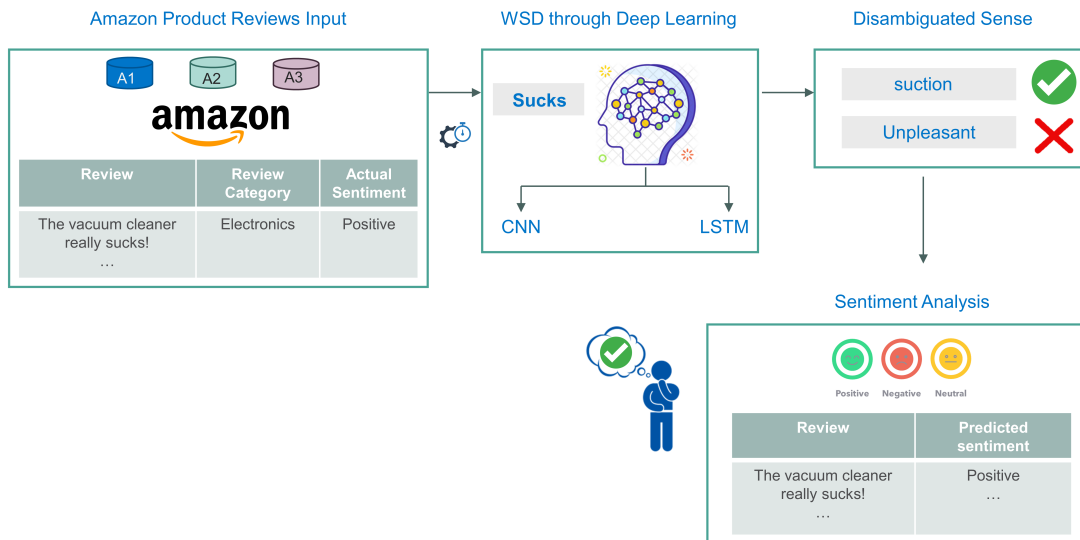 Amazon Product Reviews Input
WSD through Deep Learning
Disambiguated Sense
A1
A2
A3
amazon
Review
Review
Category
Actual
Sentiment
The vacuum cleaner
really sucks!
…
Electronics
Positive
Sucks
CNN
LSTM
suction
Unpleasant
Sentiment Analysis
Positive
Negative
Neutral
Review
Predicted
sentiment
The vacuum cleaner
really sucks!
…
Positive
…